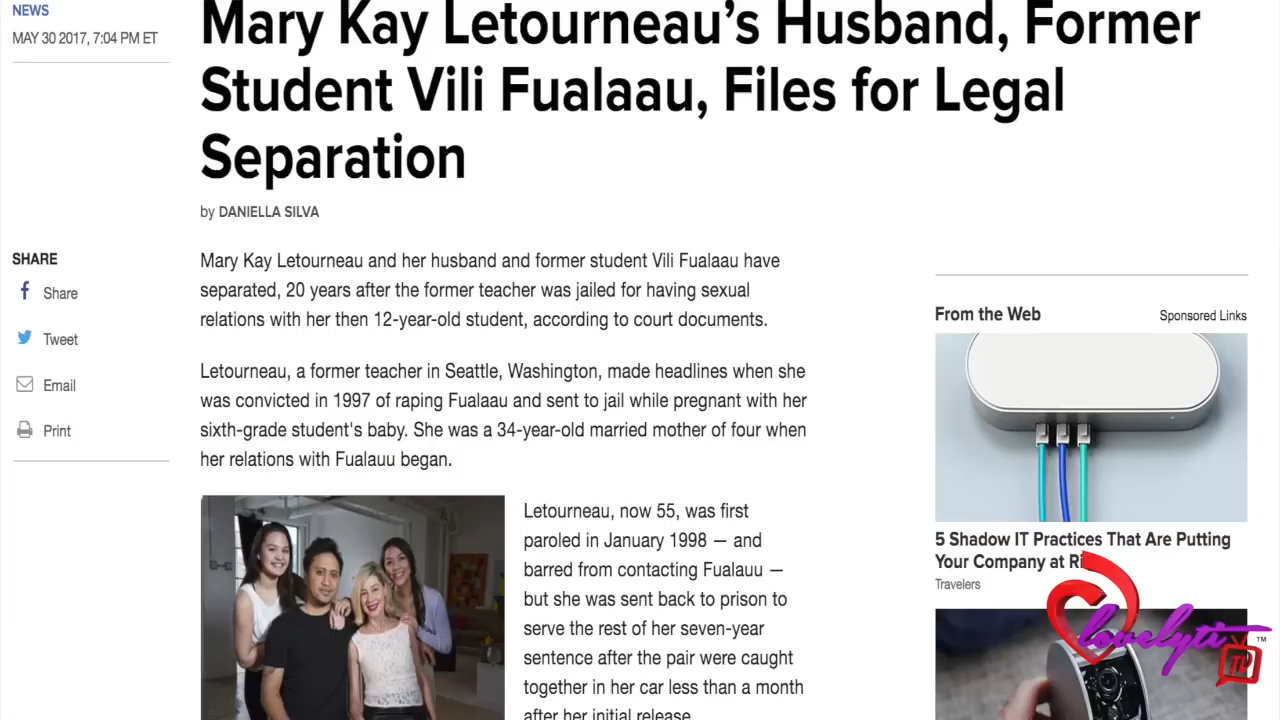 NEWS
MAY 30 2017, 7:04 PM ET
Mary Kay Letourneau’s Husband, Former
Student Vili Fualaau, Files for Legal
Separation
by DANIELLA SILVA
SHARE
Share
Tweet
Email
Print
Mary Kay Letourneau and her husband and former student Vili Fualaau have
separated, 20 years after the former teacher was jailed for having sexual
relations with her then 12-year-old student, according to court documents.
Letourneau, a former teacher in Seattle, Washington, made headlines when she
was convicted in 1997 of raping Fualaau and sent to jail while pregnant with her
sixth-grade student's baby. She was a 34-year-old married mother of four when
her relations with Fualauu began.
Letourneau, now 55, was first
paroled in January 1998 — and
barred from contacting Fualauu —
but she was sent back to prison to
serve the rest of her seven-year
sentence after the pair were caught
together in her car less than a month
after her initial release.
From the Web
Sponsored Links
5 Shadow IT Practices That Are Putting
Your Company at
Travelers
lovelyti
TV
™